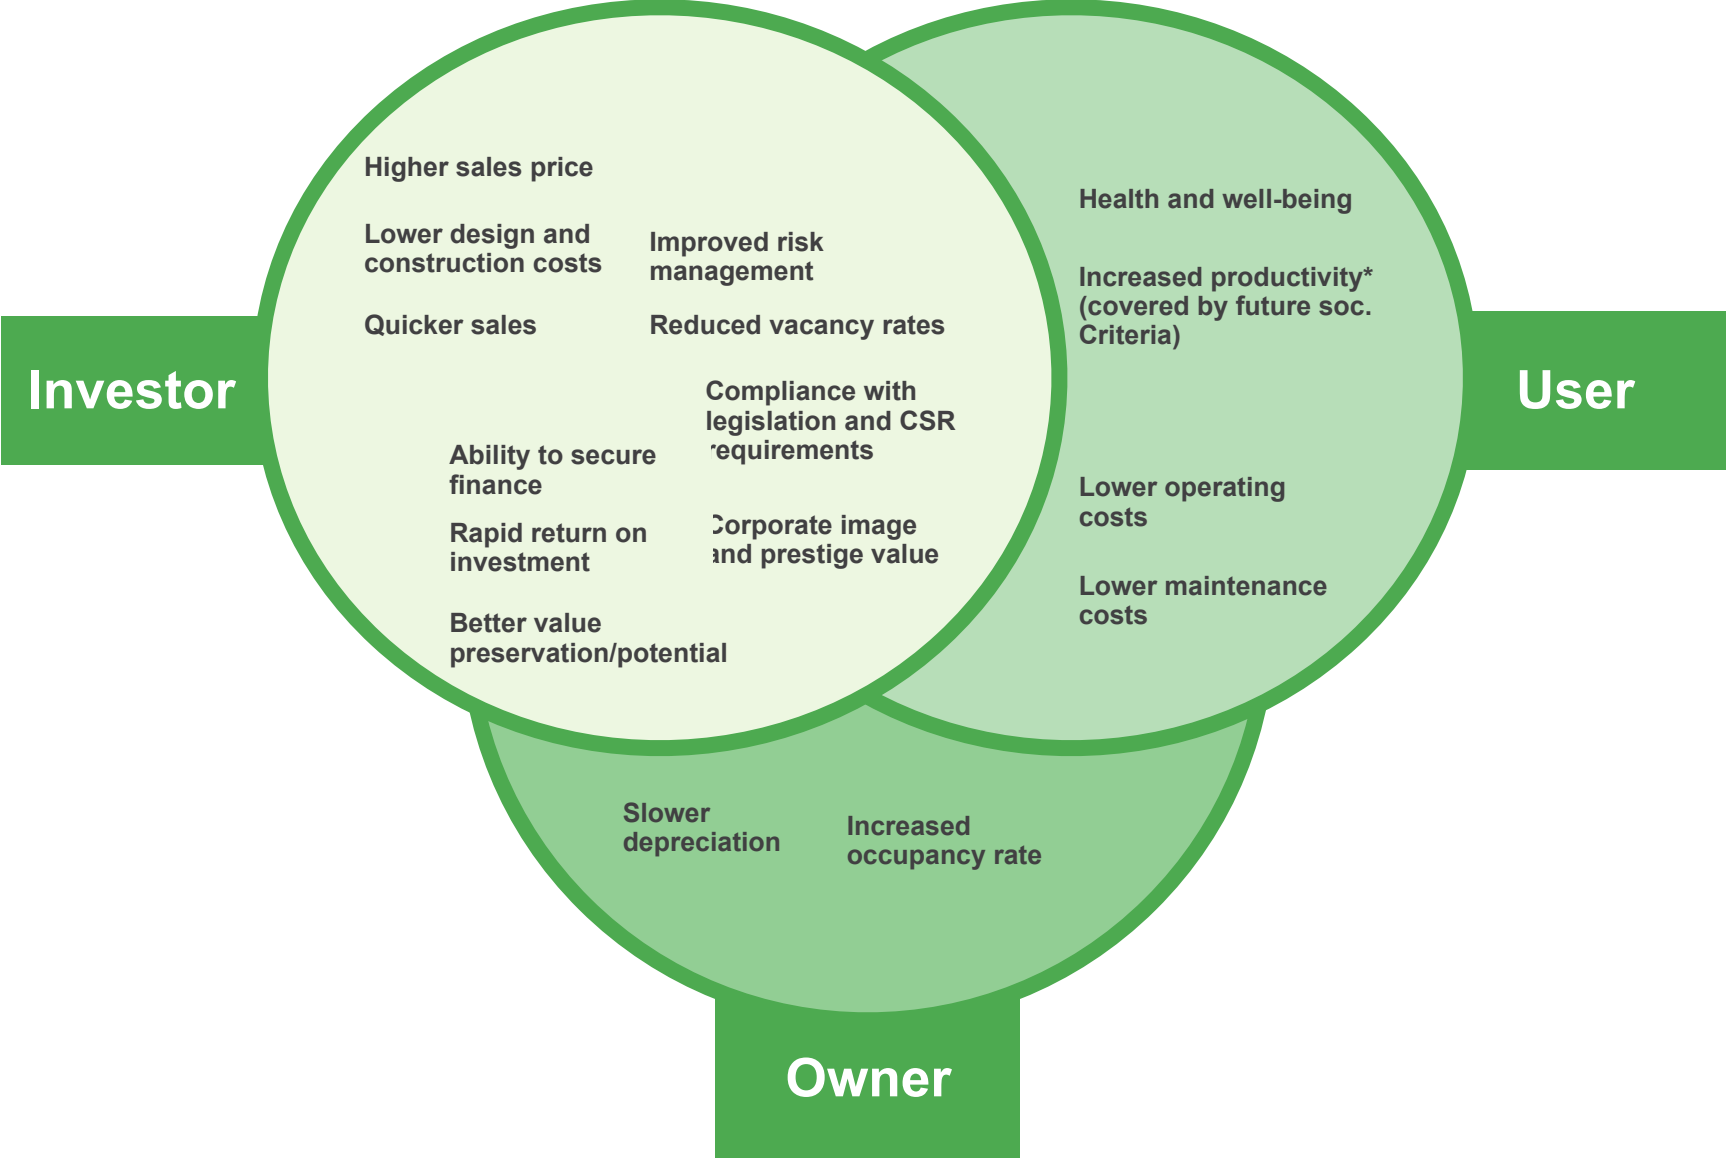 Higher sales price
Lower design and
construction costs
Quicker sales
Improved risk
management
Reduced vacancy rates
Compliance with
legislation and CSR
requirements
Ability to secure
finance
Rapid return on
investment
Better value
preservation/potential
Corporate image
and prestige value
Health and well-being
Increased productivity*
(covered by future soc.
Criteria)
Lower operating
costs
Lower maintenance
costs
Investor
User
Slower
depreciation
Increased
occupancy rate
Owner